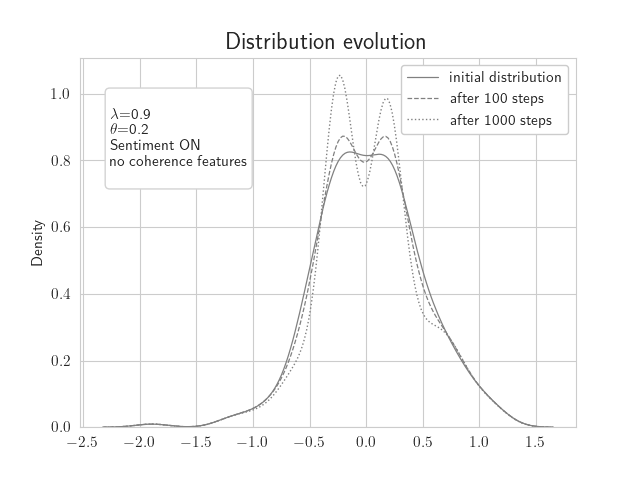 Distribution evolution
initial distribution
after 100 steps
after 1000 steps
λ=0.9
θ=0.2
Sentiment ON
no coherence features
Density
1.0
0.8
0.6
0.4
0.2
0.0
−2.5 −2.0 −1.5 −1.0 −0.5 0.0 0.5 1.0 1.5